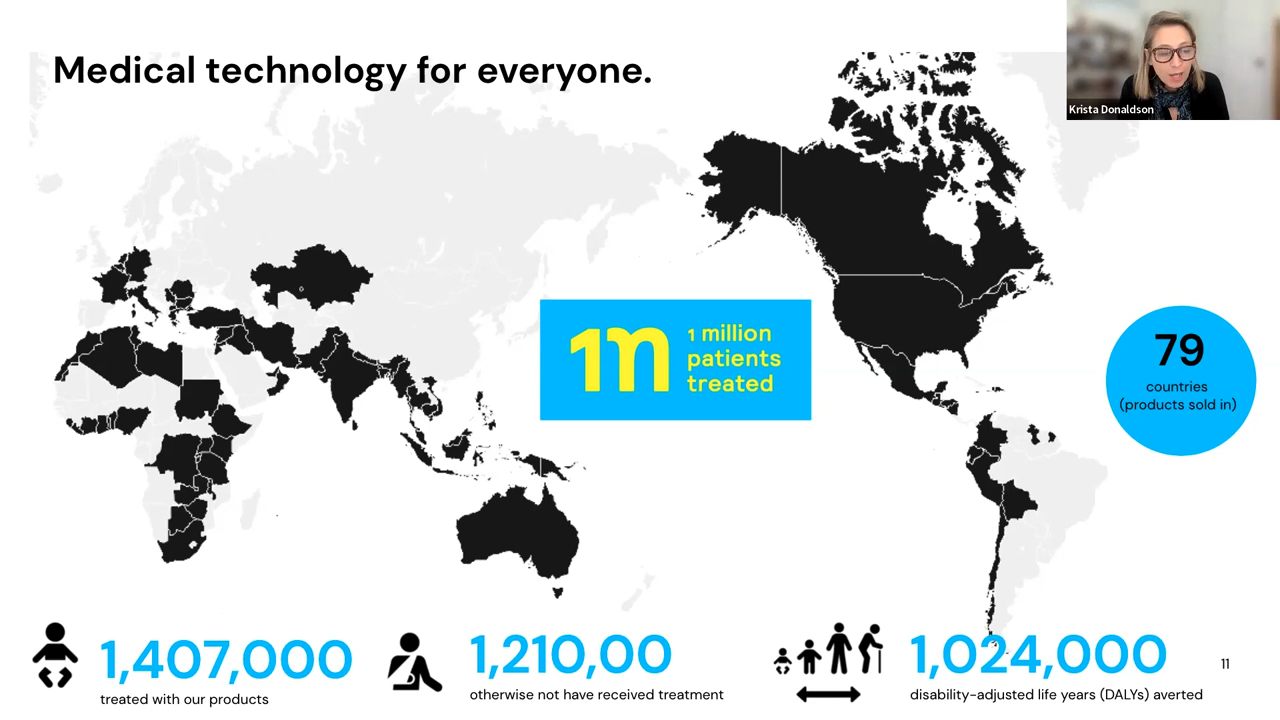 Medical technology for everyone.
Krista Donaldson
1m
1 million
patients
treated
79
countries
(products sold in)
1,407,000
treated with our products
1,210,00
otherwise not have received treatment
1,024,000
disability-adjusted life years (DALYs) averted
11